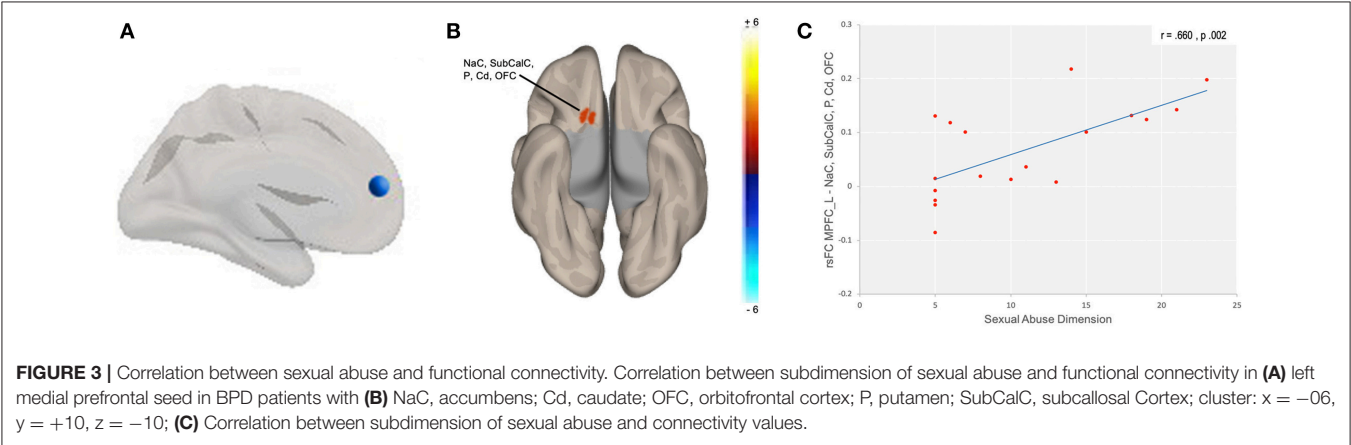 A
B
C
NaC, SubCalC,
P, Cd, OFC
+ 6
- 6
r = .660 , p .002
0.3
0.2
0.1
0
-0.1
-0.2
rsFC MPFC_L - NaC, SubCalC, P, Cd, OFC
0 5 10 15 20 25
Sexual Abuse Dimension
FIGURE 3 | Correlation between sexual abuse and functional connectivity. Correlation between subdimension of sexual abuse and functional connectivity in (A) left
medial prefrontal seed in BPD patients with (B) NaC, accumbens; Cd, caudate; OFC, orbitofrontal cortex; P, putamen; SubCalC, subcallosal Cortex; cluster: x = −06,
y = +10, z = −10; (C) Correlation between subdimension of sexual abuse and connectivity values.